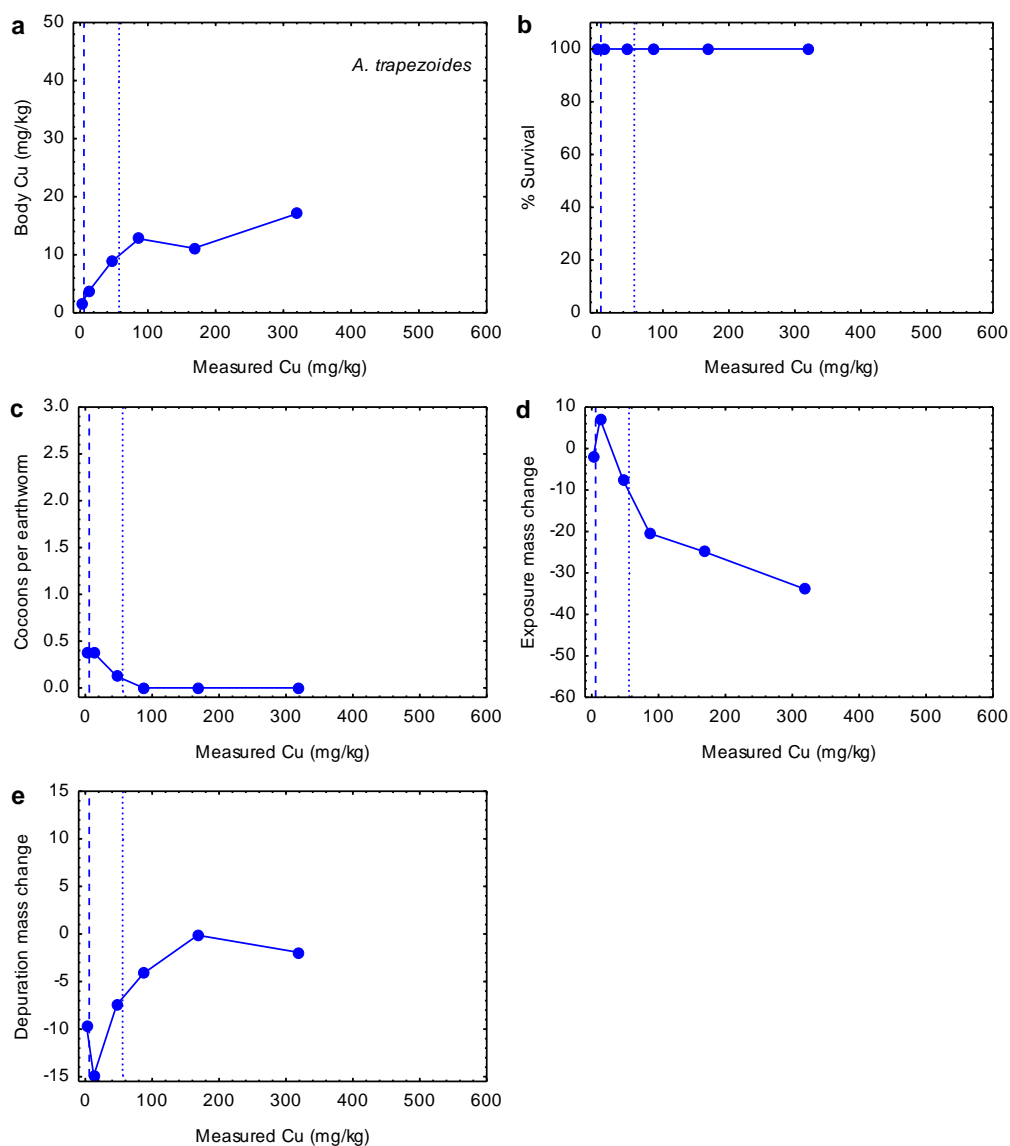 a
50
40
30
20
10
0
Body Cu (mg/kg)
A. trapezoides
0 100 200 300 400 500 600
Measured Cu (mg/kg)
b
100
80
60
40
20
0
% Survival
0 100 200 300 400 500 600
Measured Cu (mg/kg)
c
3.0
2.5
2.0
1.5
1.0
0.5
0.0
Cocoons per earthworm
0 100 200 300 400 500 600
Measured Cu (mg/kg)
d
10
0
-10
-20
-30
-40
-50
-60
Exposure mass change
0 100 200 300 400 500 600
Measured Cu (mg/kg)
e
15
10
5
0
-5
-10
-15
Depuration mass change
0 100 200 300 400 500 600
Measured Cu (mg/kg)